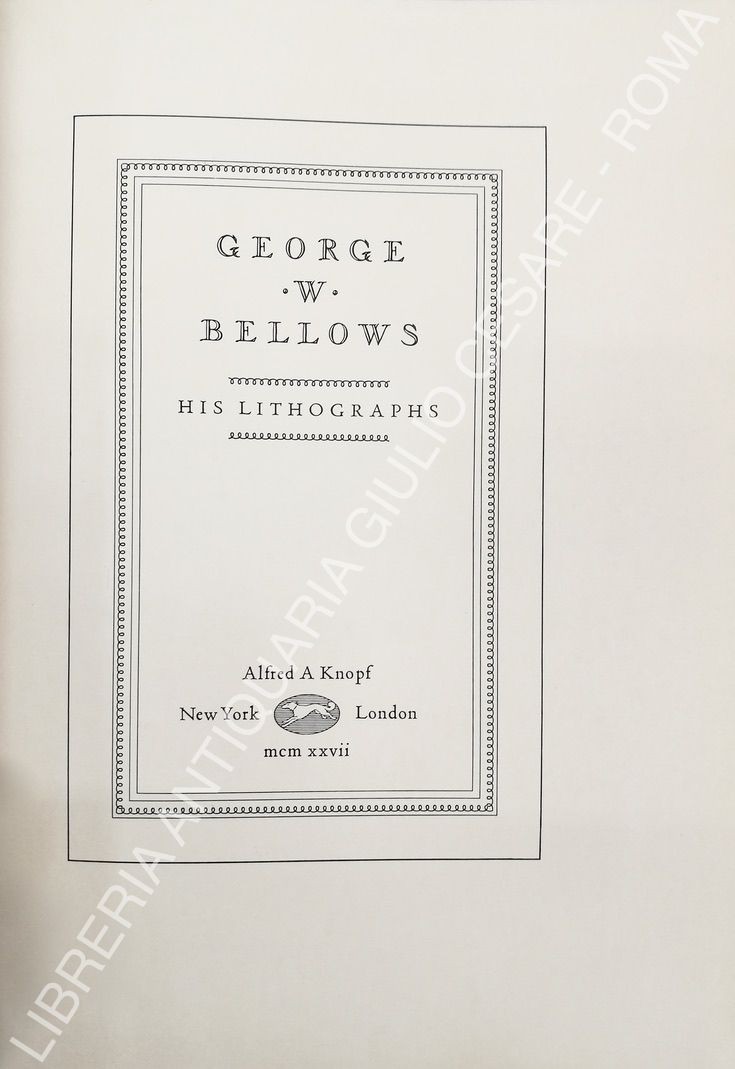 GEORGE
·W·
BELLOWS
HIS LITHOGRAPHS
Alfred A Knopf
New York London
mcm xxvii
LIBRERIA ANTIQUARIA GIULIO CESARE - ROMA